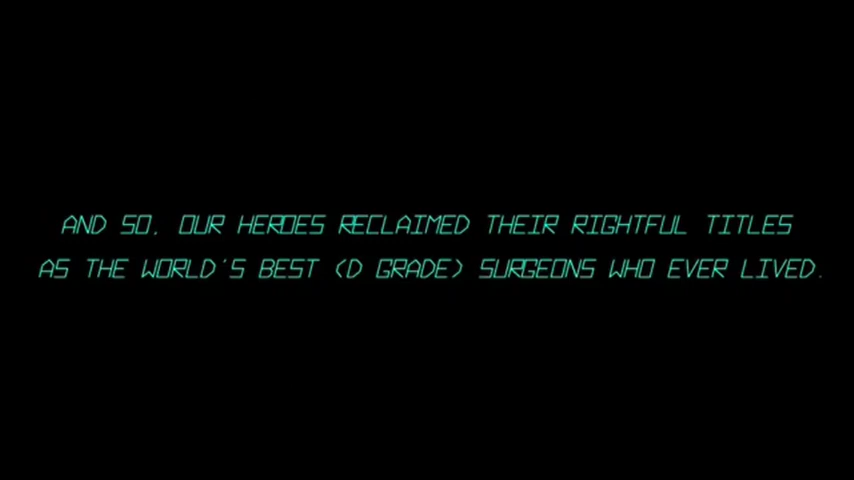 AND SO, OUR HEROES RECLAIMED THEIR RIGHTFUL TITLES
AS THE WORLD'S BEST (D GRADE) SURGEONS WHO EVER LIVED.